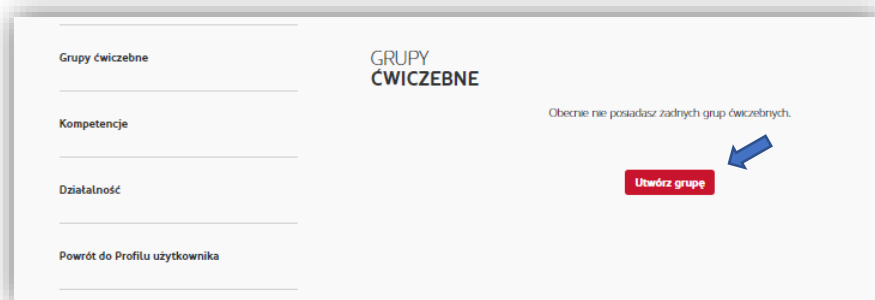 Grupy ćwiczebne
Kompetencje
Działalność
Powrót do Profilu użytkownika
GRUPY
ĆWICZEBNE
Obecnie nie posiadasz żadnych grup ćwiczebnych.
Utwórz grupę